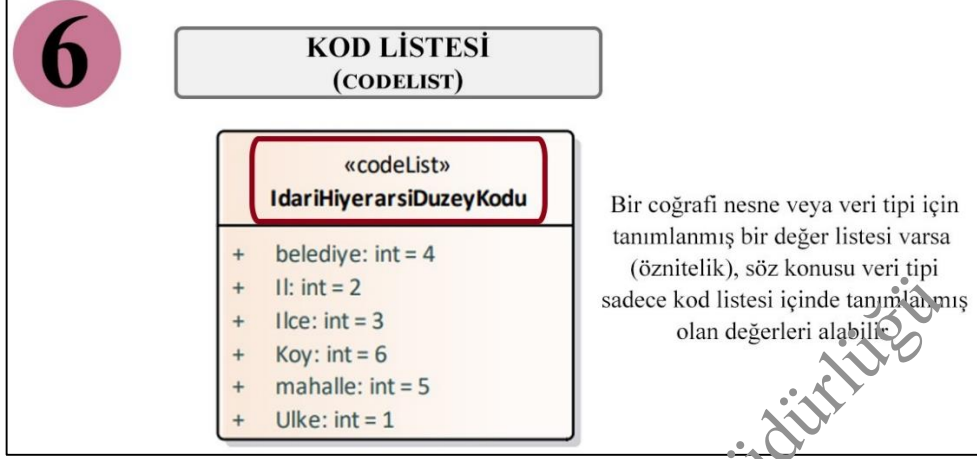 6
KOD LİSTESİ
(CODELIST)
«codeList»
IdariHiyerarsiDuzeyKodu
+ belediye: int = 4
+ Il: int = 2
+ Ilce: int = 3
+ Koy: int = 6
+ mahalle: int = 5
+ Ulke: int = 1
Bir coğrafi nesne veya veri tipi için
tanımlanmış bir değer listesi varsa
(öznitelik), söz konusu veri tipi
sadece kod listesi içinde tanımlanmış
olan değerleri alabilir